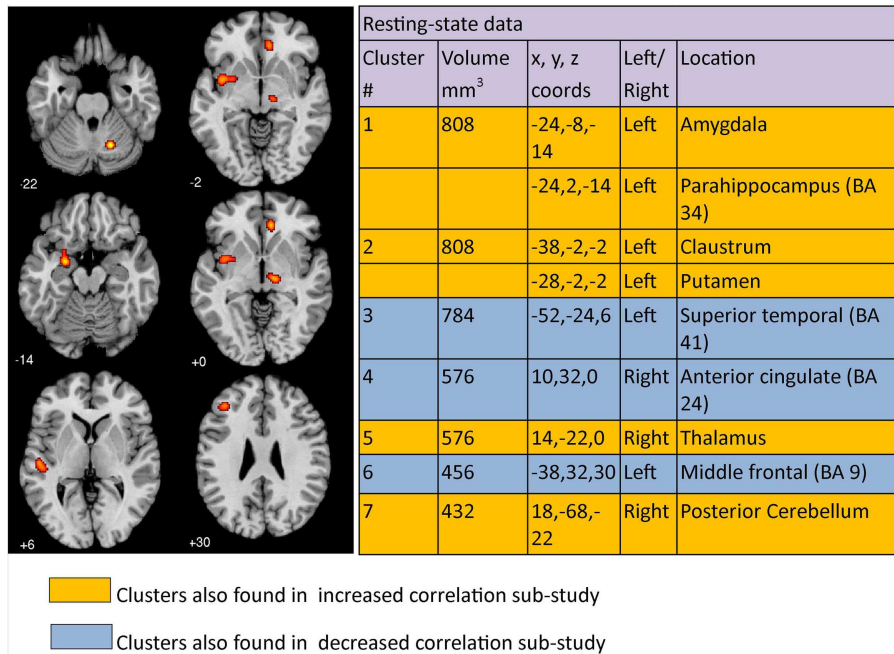 -22
-2
-14
+0
+6
+30
Resting-state data
Cluster # Volume mm³ x, y, z coords Left/ Right Location
1 808 -24,-8,-14 Left Amygdala
-24,2,-14 Left Parahippocampus (BA 34)
2 808 -38,-2,-2 Left Claustrum
-28,-2,-2 Left Putamen
3 784 -52,-24,6 Left Superior temporal (BA 41)
4 576 10,32,0 Right Anterior cingulate (BA 24)
5 576 14,-22,0 Right Thalamus
6 456 -38,32,30 Left Middle frontal (BA 9)
7 432 18,-68,-22 Right Posterior Cerebellum
Clusters also found in increased correlation sub-study
Clusters also found in decreased correlation sub-study